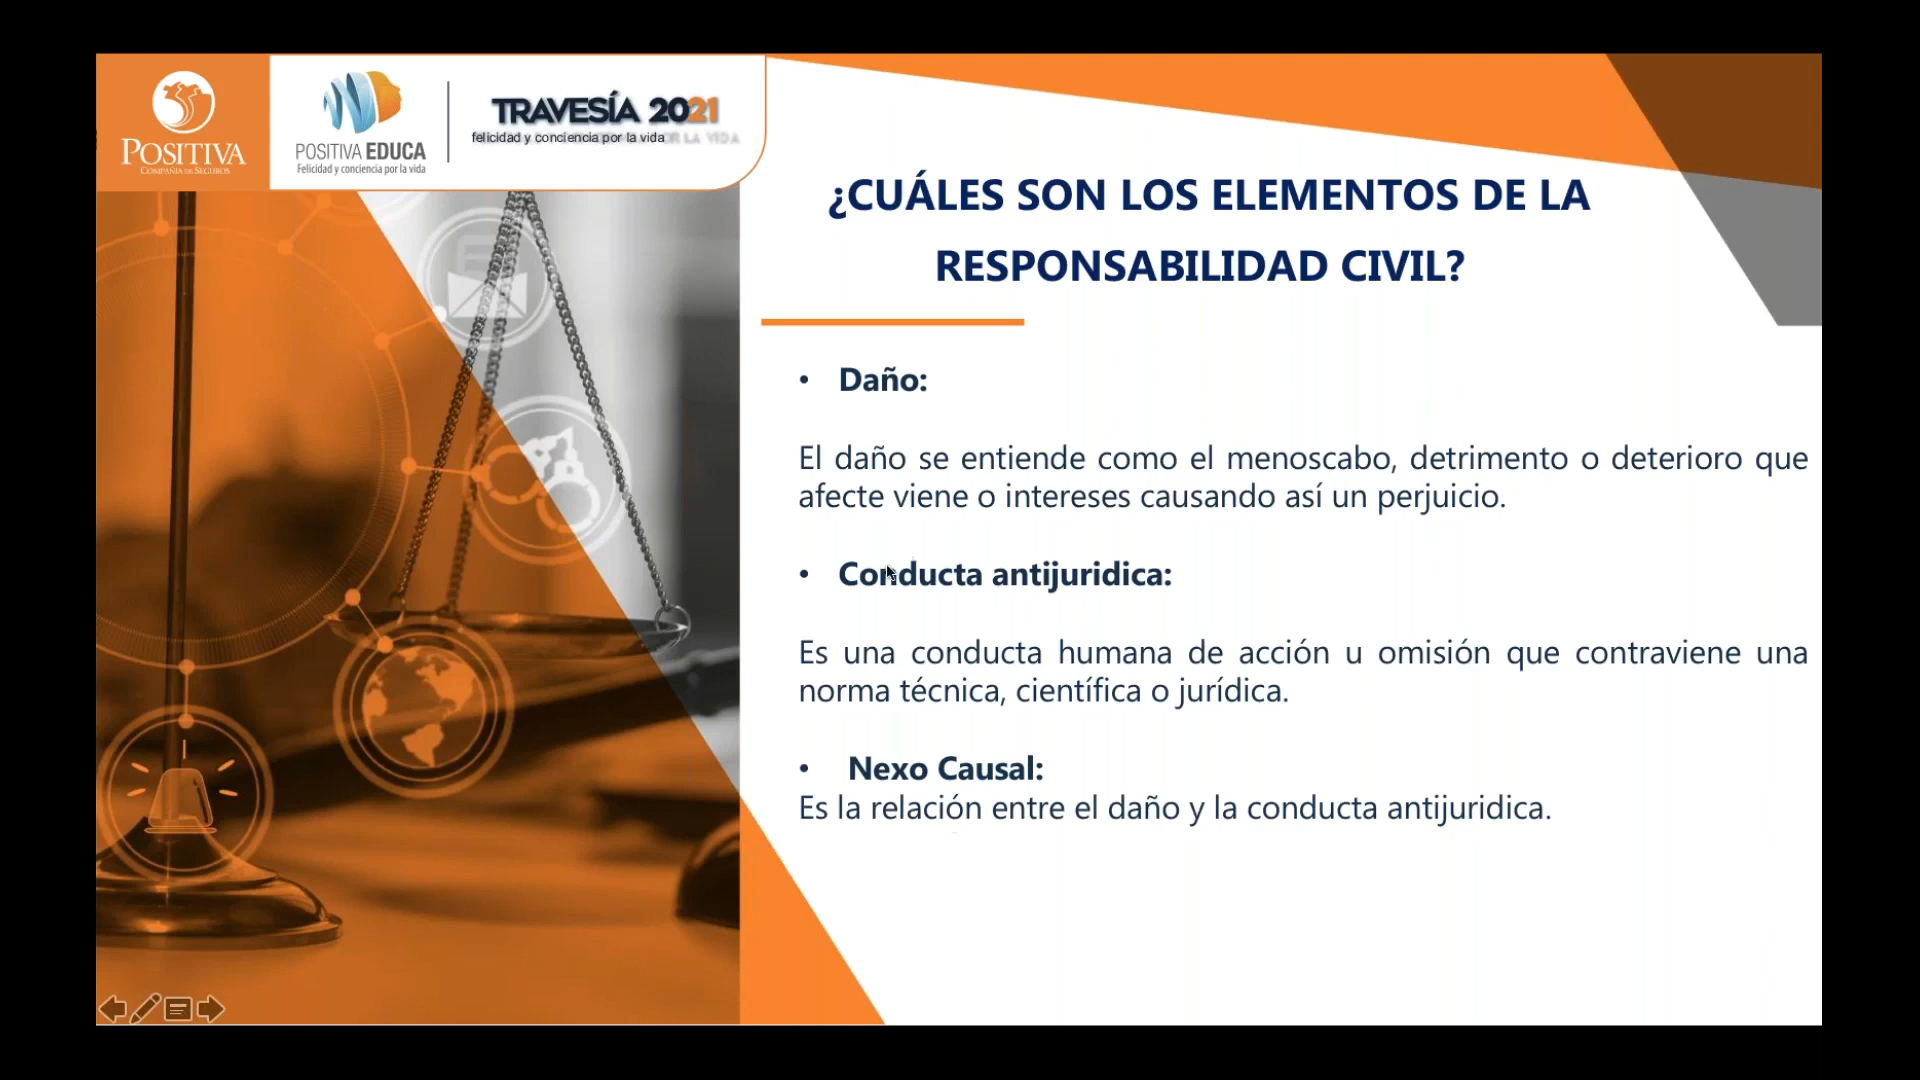 POSITIVA
COMPAÑÍA DE SEGUROS
POSITIVA EDUCA
Felicidad y conciencia por la vida
TRAVESÍA 2021
felicidad y conciencia por la vida
¿CUÁLES SON LOS ELEMENTOS DE LA
RESPONSABILIDAD CIVIL?
• Daño:
El daño se entiende como el menoscabo, detrimento o deterioro que
afecte viene o intereses causando así un perjuicio.
• Conducta antijuridica:
Es una conducta humana de acción u omisión que contraviene una
norma técnica, científica o jurídica.
• Nexo Causal:
Es la relación entre el daño y la conducta antijuridica.